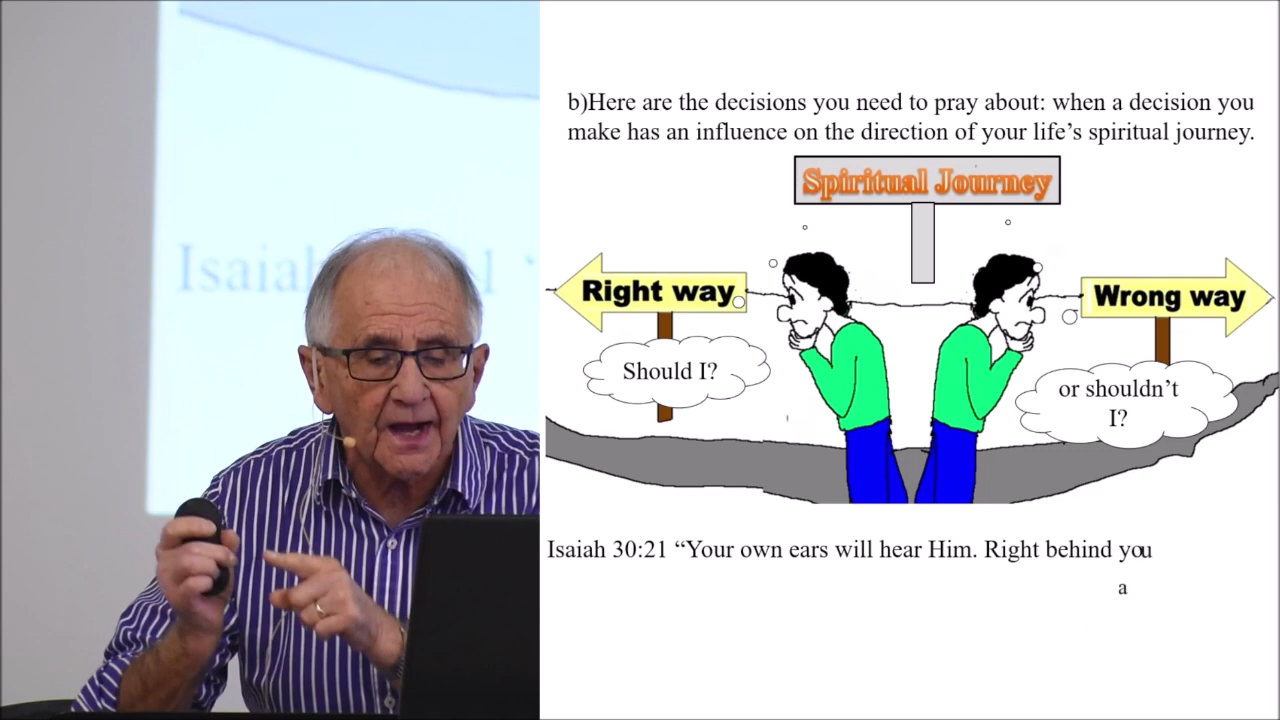 b)Here are the decisions you need to pray about: when a decision you
make has an influence on the direction of your life’s spiritual journey.
Spiritual Journey
Right way
Wrong way
Should I?
or shouldn’t
I?
Isaiah 30:21 “Your own ears will hear Him. Right behind you
a
Isaiah